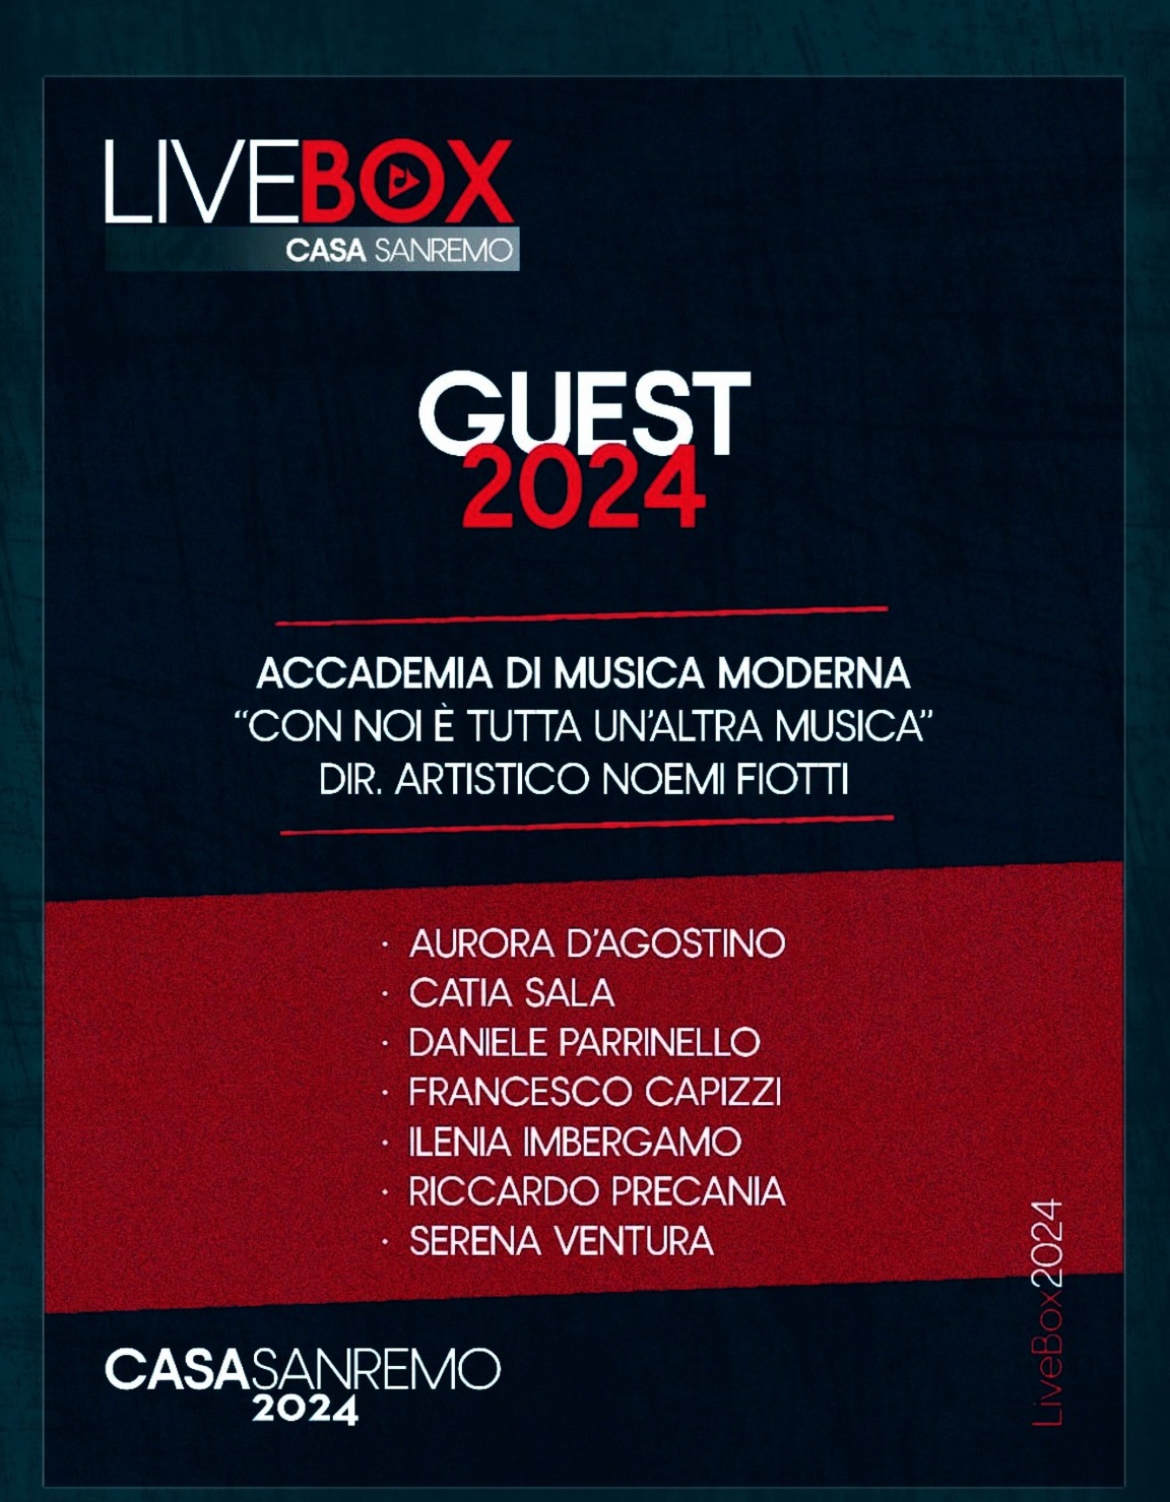 LIVEBOX
CASA SANREMO
GUEST
2024
ACCADEMIA DI MUSICA MODERNA
“CON NOI È TUTTA UN’ALTRA MUSICA”
DIR. ARTISTICO NOEMI FIOTTI
· AURORA D’AGOSTINO
· CATIA SALA
· DANIELE PARRINELLO
· FRANCESCO CAPIZZI
· ILENIA IMBERGAMO
· RICCARDO PRECANIA
· SERENA VENTURA
LiveBox2024
CASASANREMO
2024